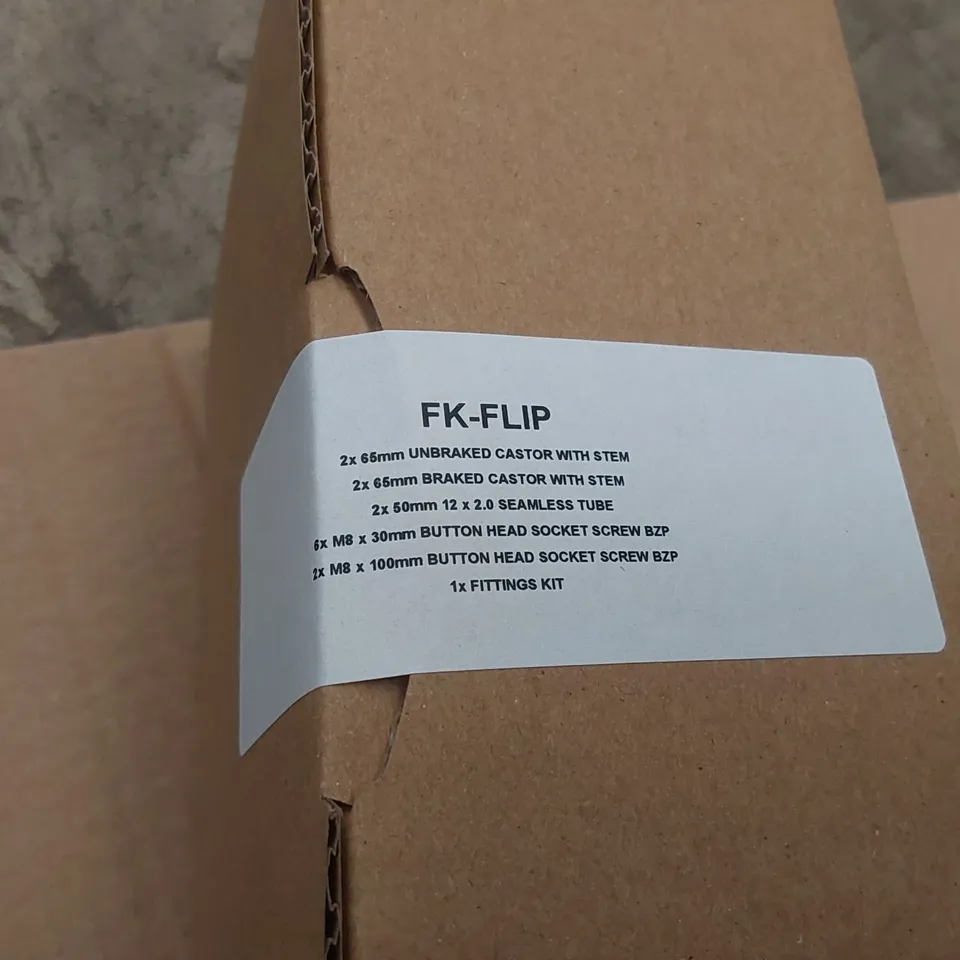 FK-FLIP
2x 65mm UNBRAKED CASTOR WITH STEM
2x 65mm BRAKED CASTOR WITH STEM
2x 50mm 12 x 2.0 SEAMLESS TUBE
6x M8 x 30mm BUTTON HEAD SOCKET SCREW BZP
2x M8 x 100mm BUTTON HEAD SOCKET SCREW BZP
1x FITTINGS KIT